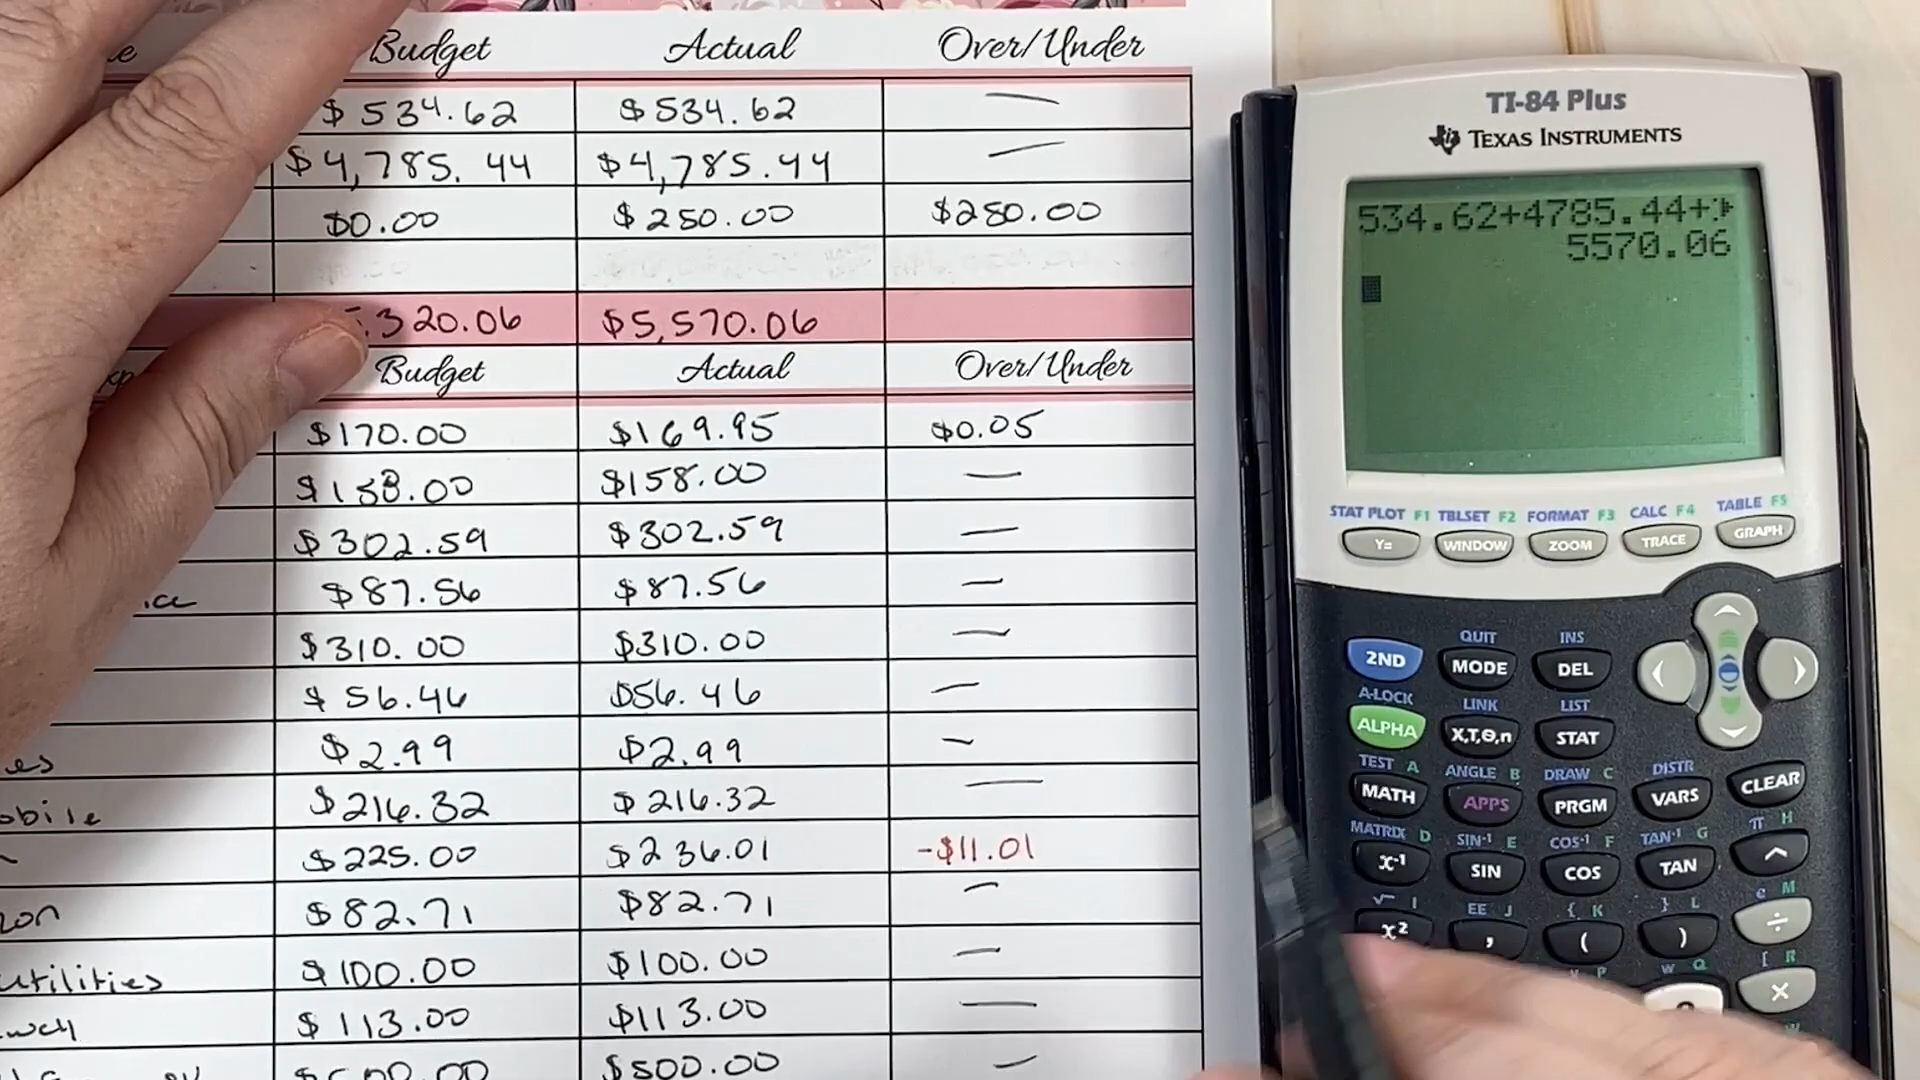 Budget Actual Over/Under
$534.62 $534.62 —
$4,785.44 $4,785.44 —
$0.00 $250.00 $250.00
320.06 $5,570.06
Budget Actual Over/Under
$170.00 $169.95 $0.05
$158.00 $158.00 —
$302.59 $302.59 —
$87.56 $87.56 —
$310.00 $310.00 —
$56.46 $56.46 —
es $2.99 $2.99 —
obile $216.32 $216.32 —
$225.00 $236.01 -$11.01
zon $82.71 $82.71 —
utilities $100.00 $100.00 —
$113.00 $113.00 —
$500.00 $500.00 —
TI-84 Plus
TEXAS INSTRUMENTS
534.62+4785.44+
5570.06
STAT PLOT F1 TBLSET F2 FORMAT F3 CALC F4 TABLE F5
Y= WINDOW ZOOM TRACE GRAPH
QUIT INS
2ND MODE DEL
A-LOCK LINK LIST
ALPHA X,T,Θ,n STAT
TEST A ANGLE B DRAW C DISTR
MATH APPS PRGM VARS CLEAR
MATRIX D SIN⁻¹ E COS⁻¹ F TAN⁻¹ G π H
x⁻¹ SIN COS TAN ^
√ I EE J { K } L e M
x² , ( ) ÷
P W Q [ R
×